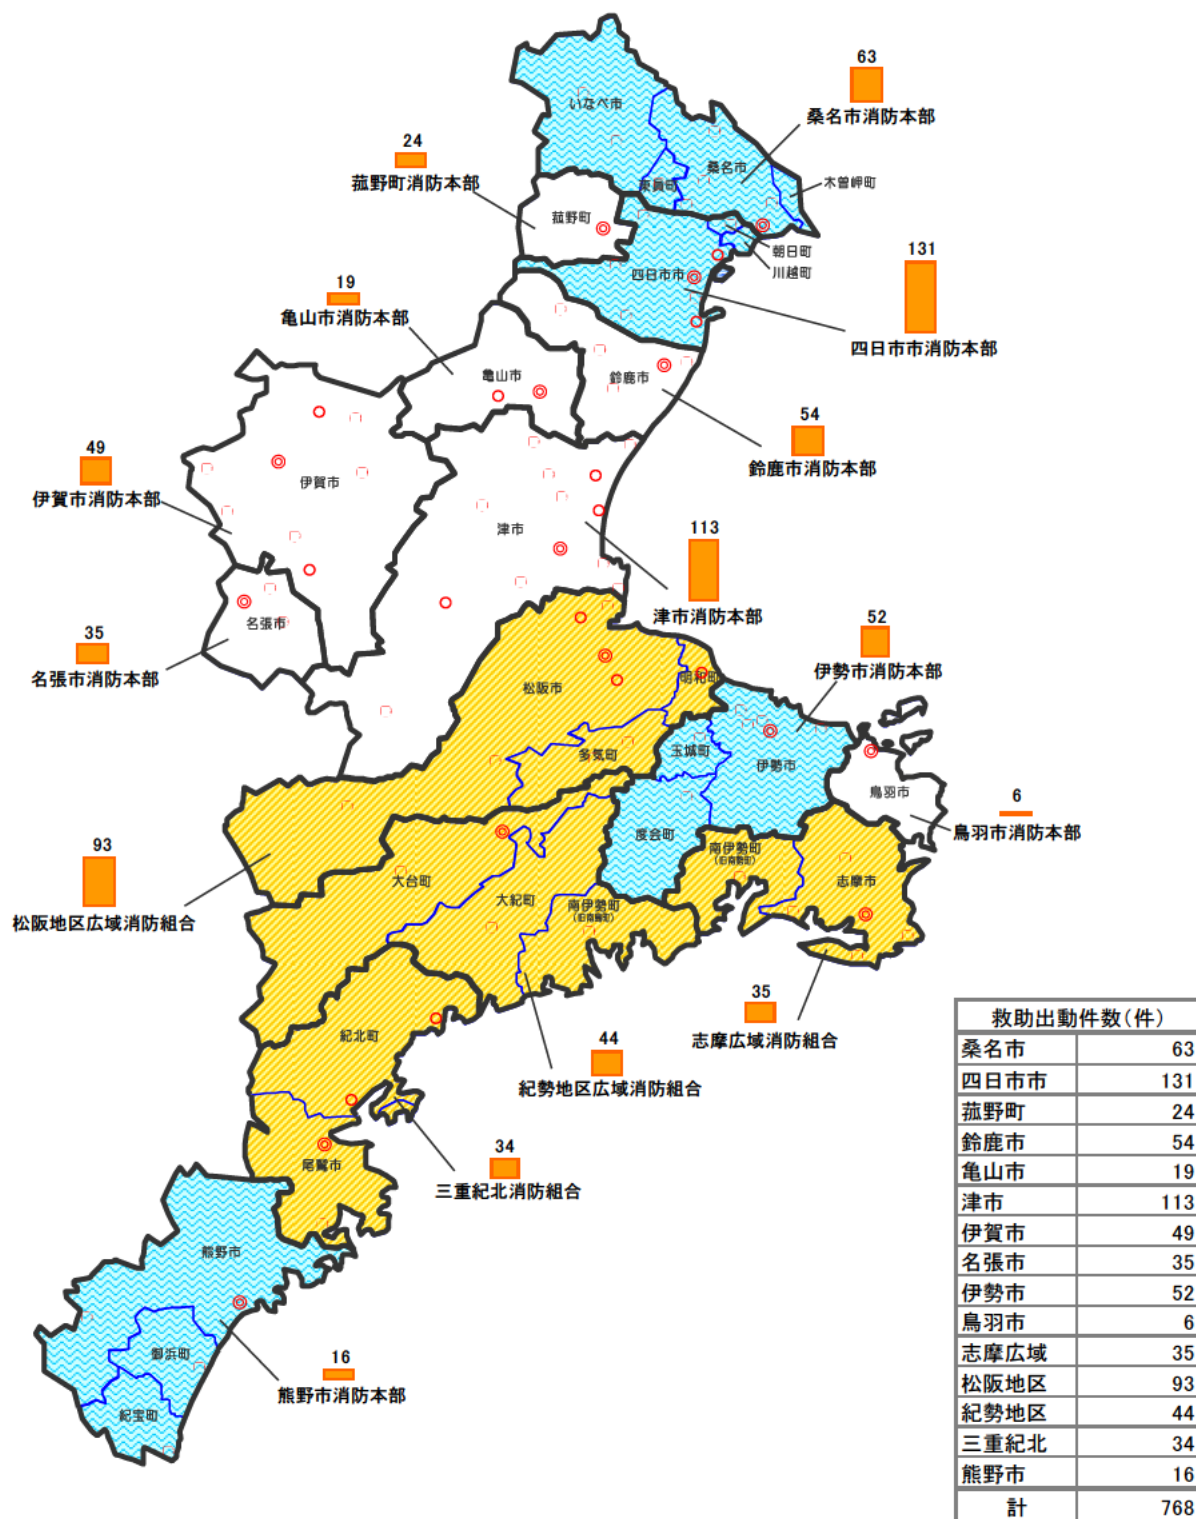 63
桑名市消防本部
いなべ市
桑名市
東員町
木曽岬町
24
菰野町消防本部
菰野町
朝日町
川越町
四日市市
131
四日市市消防本部
19
亀山市消防本部
亀山市
鈴鹿市
54
鈴鹿市消防本部
49
伊賀市消防本部
伊賀市
津市
113
津市消防本部
名張市
35
名張市消防本部
52
伊勢市消防本部
松阪市
明和町
多気町
玉城町
伊勢市
鳥羽市
6
鳥羽市消防本部
度会町
南伊勢町
(旧南勢町)
志摩市
93
松阪地区広域消防組合
大台町
大紀町
南伊勢町
(旧南島町)
35
志摩広域消防組合
紀北町
44
紀勢地区広域消防組合
尾鷲市
34
三重紀北消防組合
熊野市
御浜町
紀宝町
16
熊野市消防本部
救助出動件数(件)
桑名市 63
四日市市 131
菰野町 24
鈴鹿市 54
亀山市 19
津市 113
伊賀市 49
名張市 35
伊勢市 52
鳥羽市 6
志摩広域 35
松阪地区 93
紀勢地区 44
三重紀北 34
熊野市 16
計 768